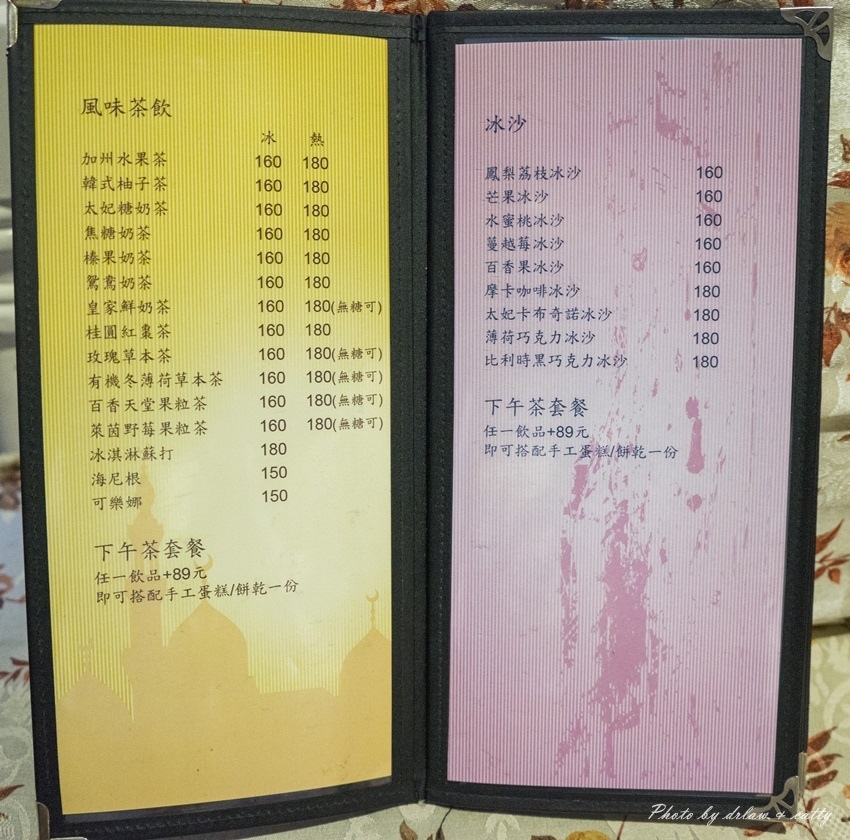 風味茶飲
冰 熱
加州水果茶 160 180
韓式柚子茶 160 180
太妃糖奶茶 160 180
焦糖奶茶 160 180
榛果奶茶 160 180
鴛鴦奶茶 160 180
皇家鮮奶茶 160 180(無糖可)
桂圓紅棗茶 160 180
玫瑰草本茶 160 180(無糖可)
有機冬薄荷草本茶 160 180(無糖可)
百香天堂果粒茶 160 180(無糖可)
萊茵野莓果粒茶 160 180(無糖可)
冰淇淋蘇打 180
海尼根 150
可樂娜 150
下午茶套餐
任一飲品+89元
即可搭配手工蛋糕/餅乾一份
冰沙
鳳梨荔枝冰沙 160
芒果冰沙 160
水蜜桃冰沙 160
蔓越莓冰沙 160
百香果冰沙 160
摩卡咖啡冰沙 180
太妃卡布奇諾冰沙 180
薄荷巧克力冰沙 180
比利時黑巧克力冰沙 180
下午茶套餐
任一飲品+89元
即可搭配手工蛋糕/餅乾一份
Photo by drlaw & catty